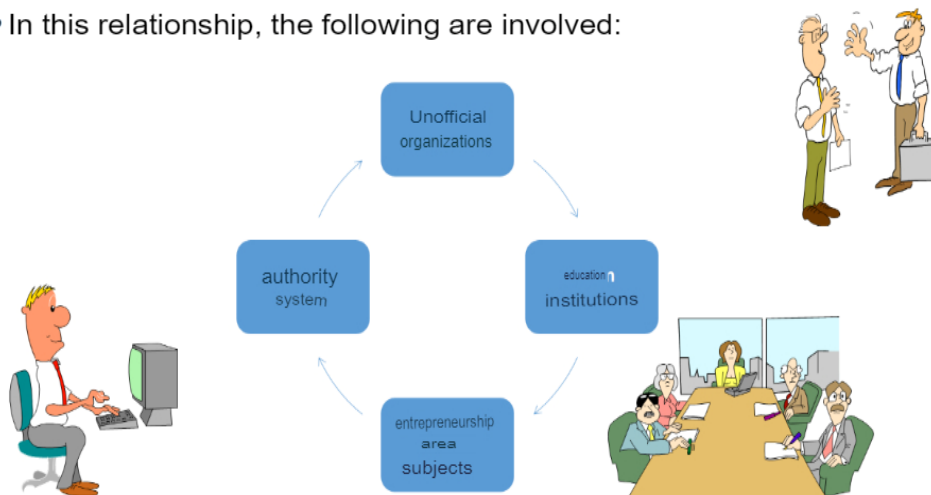 In this relationship, the following are involved:
Unofficial
organizations
authority
system
education n
institutions
entrepreneurship
area
subjects